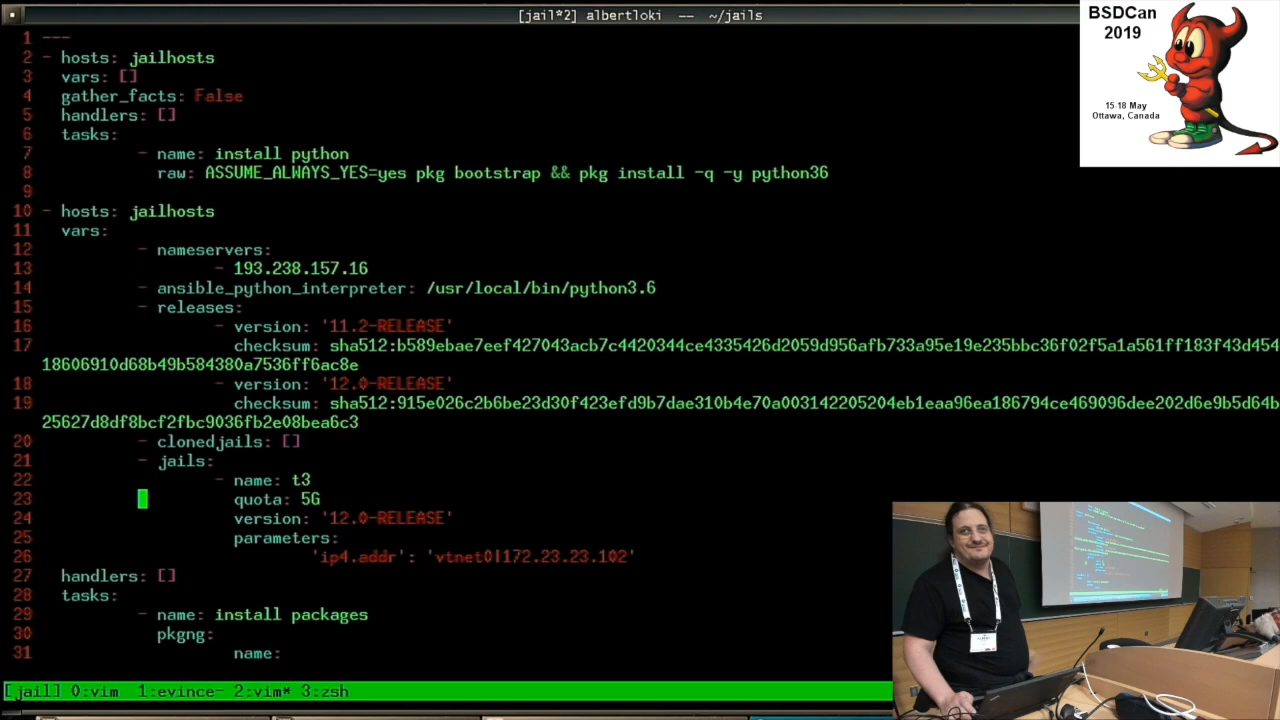 [jail*2] albertloki -- ~/jails
BSDCan
2019
15-18 May
Ottawa, Canada
1 ---
2 - hosts: jailhosts
3 vars: []
4 gather_facts: False
5 handlers: []
6 tasks:
7 - name: install python
8 raw: ASSUME_ALWAYS_YES=yes pkg bootstrap && pkg install -q -y python36
9
10 - hosts: jailhosts
11 vars:
12 - nameservers:
13 - 193.238.157.16
14 - ansible_python_interpreter: /usr/local/bin/python3.6
15 - releases:
16 - version: '11.2-RELEASE'
17 checksum: sha512:b589ebae7eef427043acb7c4420344ce4335426d2059d956afb733a95e19e235bbc36f02f5a1a561ff183f43d454
18606910d68b49b584380a7536ff6ac8e
18 - version: '12.0-RELEASE'
19 checksum: sha512:915e026c2b6be23d30f423efd9b7dae310b4e70a003142205204eb1eaa96ea186794ce469096dee202d6e9b5d64b
25627d8df8bcf2fbc9036fb2e08bea6c3
20 - clonedjails: []
21 - jails:
22 - name: t3
23 quota: 5G
24 version: '12.0-RELEASE'
25 parameters:
26 'ip4.addr': 'vtnet0|172.23.23.102'
27 handlers: []
28 tasks:
29 - name: install packages
30 pkgng:
31 name:
[jail] 0:vim 1:evince- 2:vim* 3:zsh